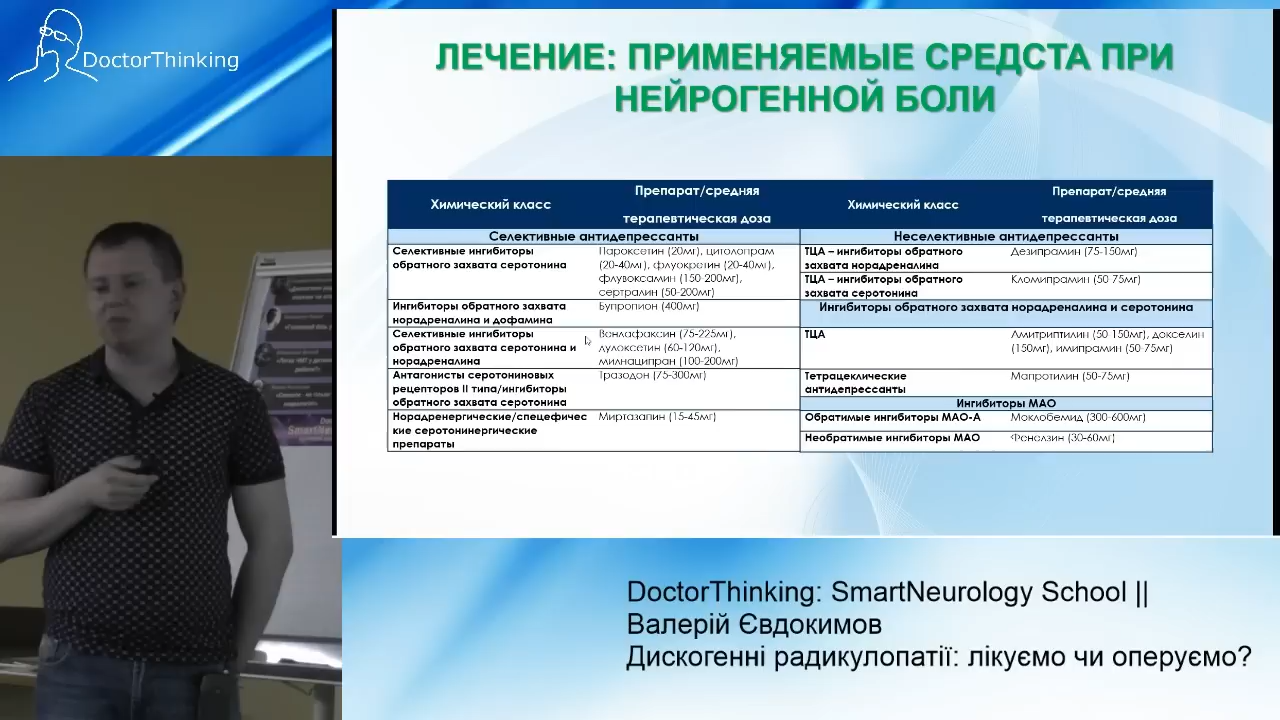 DoctorThinking
ЛЕЧЕНИЕ: ПРИМЕНЯЕМЫЕ СРЕДСТА ПРИ
НЕЙРОГЕННОЙ БОЛИ
Химический класс
Препарат/средняя
терапевтическая доза
Химический класс
Препарат/средняя
терапевтическая доза
Селективные антидепрессанты
Селективные ингибиторы
обратного захвата серотонина
Пароксетин (20мг), цитолопрам
(20-40мг), флуокретин (20-40мг),
флувоксамин (150-200мг),
сертралин (50-200мг)
Ингибиторы обратного захвата
норадреналина и дофамина
Бупропион (400мг)
Селективные ингибиторы
обратного захвата серотонина и
норадреналина
Венлафаксин (75-225мг),
дулоксетин (60-120мг),
милнаципран (100-200мг)
Антагонисты серотониновых
рецепторов II типа/ингибиторы
обратного захвата серотонина
Тразодон (75-300мг)
Норадренергические/спецефичес
кие серотонинергические
препараты
Миртазапин (15-45мг)
Неселективные антидепрессанты
ТЦА – ингибиторы обратного
захвата норадреналина
Дезипрамин (75-150мг)
ТЦА – ингибиторы обратного
захвата серотонина
Кломипрамин (50-75мг)
Ингибиторы обратного захвата норадреналина и серотонина
ТЦА
Амитриптилин (50-150мг), докселин
(150мг), имипрамин (50-75мг)
Тетрациклические
антидепрессанты
Мапротилин (50-75мг)
Ингибиторы МАО
Обратимые ингибиторы МАО-А
Моклобемид (300-600мг)
Необратимые ингибиторы МАО
Фенелзин (30-60мг)
DoctorThinking: SmartNeurology School ||
Валерій Євдокимов
Дискогенні радикулопатії: лікуємо чи оперуємо?